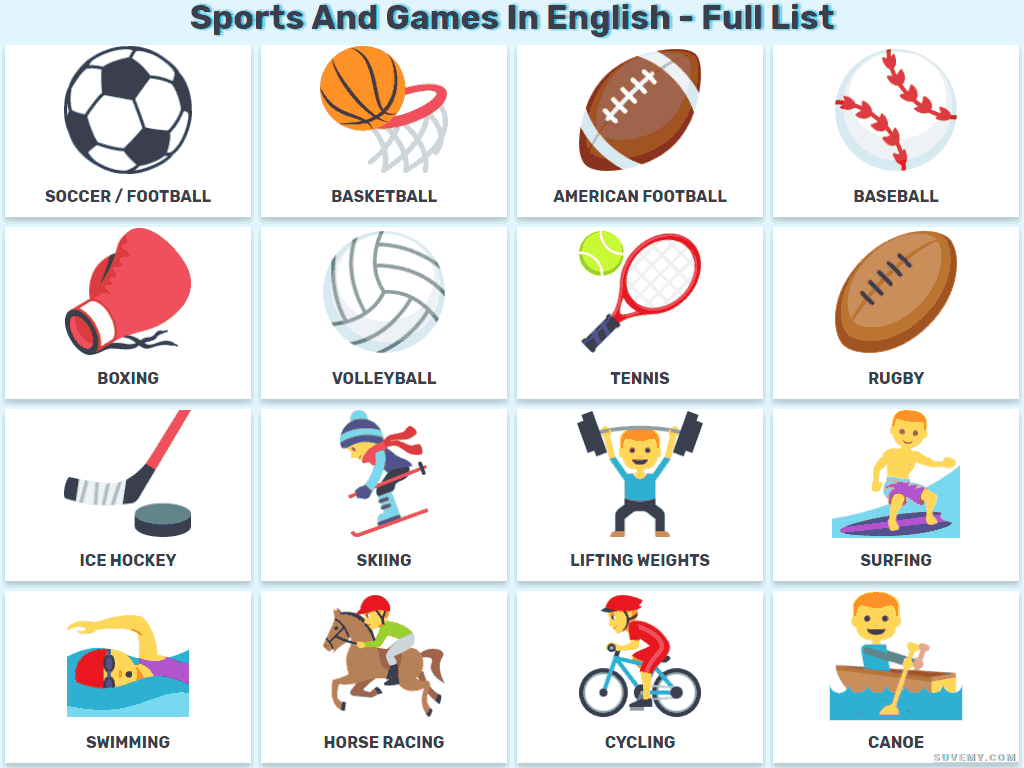 Sports And Games In English - Full List
SOCCER / FOOTBALL
BASKETBALL
AMERICAN FOOTBALL
BASEBALL
BOXING
VOLLEYBALL
TENNIS
RUGBY
ICE HOCKEY
SKIING
LIFTING WEIGHTS
SURFING
SWIMMING
HORSE RACING
CYCLING
CANOE
SUVEMY.COM